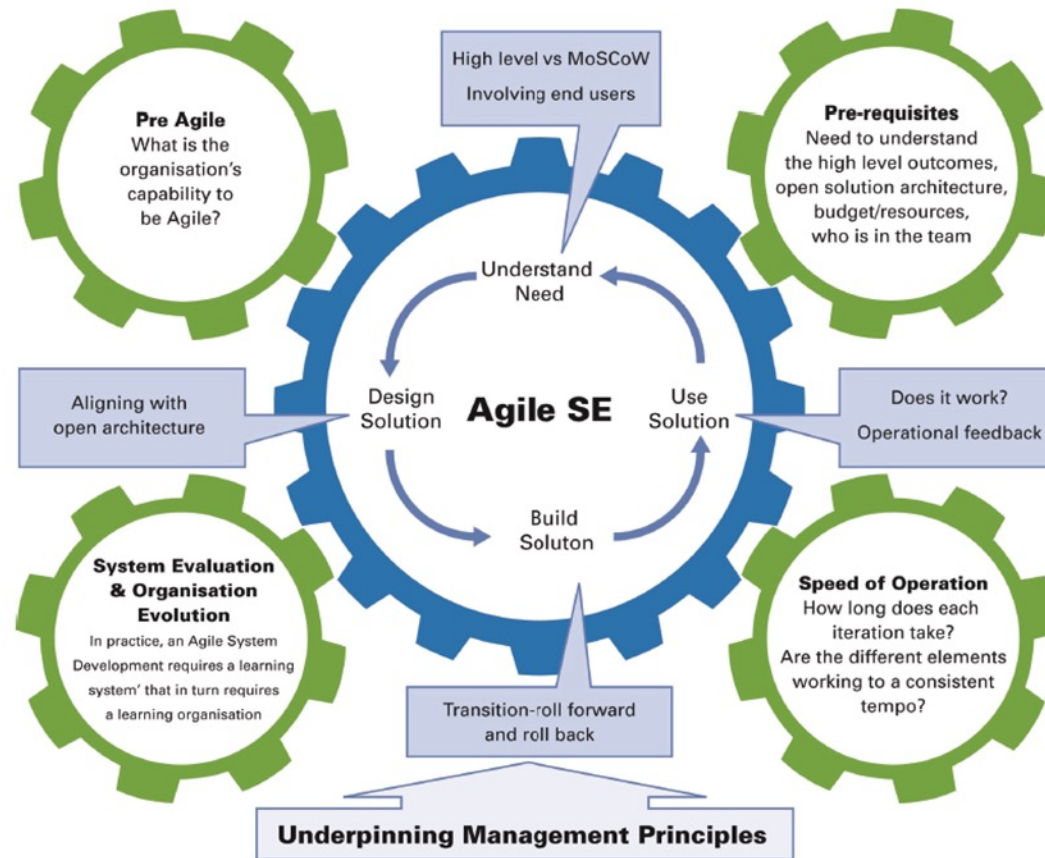 High level vs MoSCoW
Involving end users
Pre Agile
What is the
organisation's
capability to
be Agile?
Pre-requisites
Need to understand
the high level outcomes,
open solution architecture,
budget/resources,
who is in the team
Understand
Need
Aligning with
open architecture
Design
Solution
Agile SE
Use
Solution
Does it work?
Operational feedback
Build
Soluton
System Evaluation
& Organisation
Evolution
In practice, an Agile System
Development requires a learning
system' that in turn requires
a learning organisation
Speed of Operation
How long does each
iteration take?
Are the different elements
working to a consistent
tempo?
Transition-roll forward
and roll back
Underpinning Management Principles